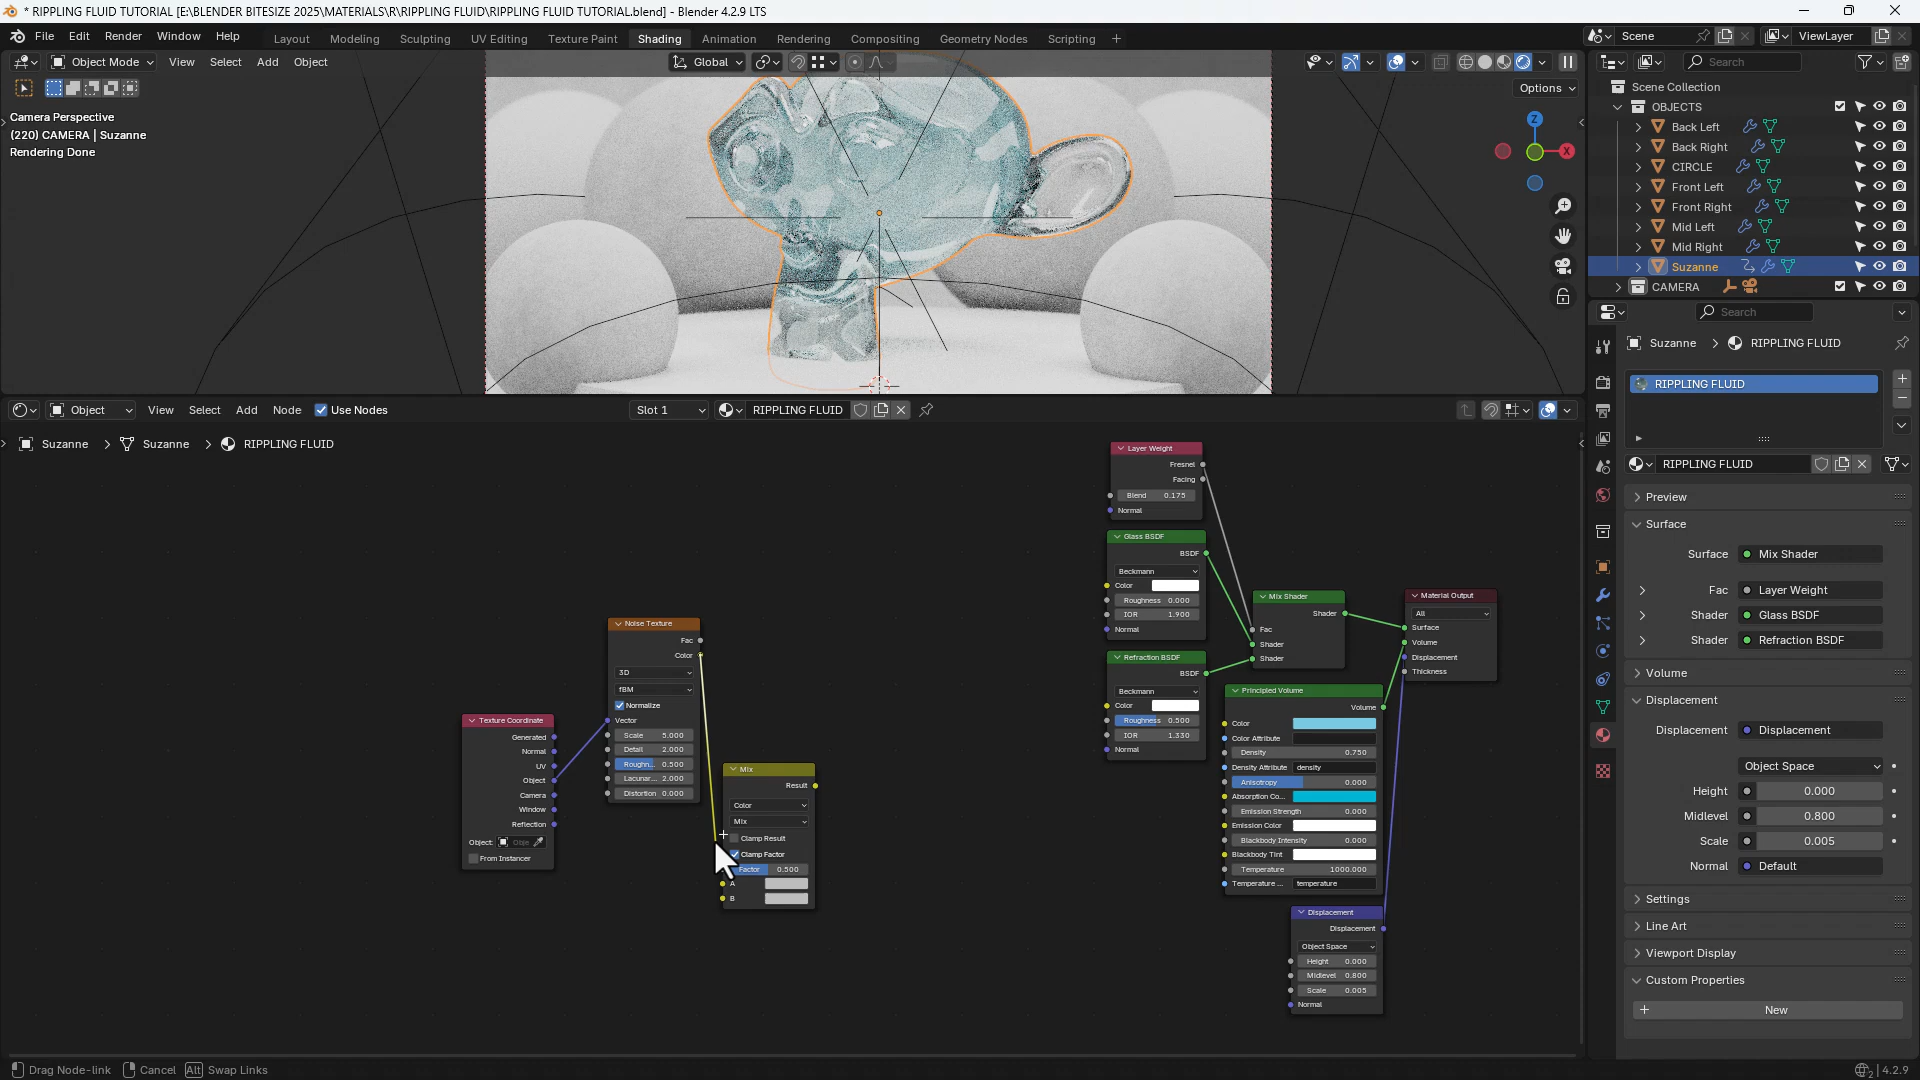 * RIPPLING FLUID TUTORIAL [E:\BLENDER BITESIZE 2025\MATERIALS\R\RIPPLING FLUID\RIPPLING FLUID TUTORIAL.blend] - Blender 4.2.9 LTS
File Edit Render Window Help
Layout Modeling Sculpting UV Editing Texture Paint Shading Animation Rendering Compositing Geometry Nodes Scripting +
Scene ViewLayer
Object Mode View Select Add Object
Global
Search
Options
Camera Perspective
(220) CAMERA | Suzanne
Rendering Done
Z
X
Scene Collection
OBJECTS
Back Left
Back Right
CIRCLE
Front Left
Front Right
Mid Left
Mid Right
Suzanne
CAMERA
Object View Select Add Node Use Nodes
Slot 1 RIPPLING FLUID
Suzanne > Suzanne > RIPPLING FLUID
Texture Coordinate
Generated
Normal
UV
Object
Camera
Window
Reflection
Object: Obje
From Instancer
Noise Texture
Fac
Color
3D
fBM
Normalize
Vector
Scale 5.000
Detail 2.000
Roughn... 0.500
Lacunar... 2.000
Distortion 0.000
Mix
Result
Color
Mix
Clamp Result
Clamp Factor
Factor 0.500
A
B
Layer Weight
Fresnel
Facing
Blend 0.175
Normal
Glass BSDF
BSDF
Beckmann
Color
Roughness 0.000
IOR 1.900
Normal
Refraction BSDF
BSDF
Beckmann
Color
Roughness 0.500
IOR 1.330
Normal
Mix Shader
Shader
Fac
Shader
Shader
Material Output
All
Surface
Volume
Displacement
Thickness
Principled Volume
Volume
Color
Color Attribute
Density 0.750
Density Attribute density
Anisotropy 0.000
Absorption Co...
Emission Strength 0.000
Emission Color
Blackbody Intensity 0.000
Blackbody Tint
Temperature 1000.000
Temperature ... temperature
Displacement
Displacement
Object Space
Height 0.000
Midlevel 0.800
Scale 0.005
Normal
Search
Suzanne > RIPPLING FLUID
RIPPLING FLUID
RIPPLING FLUID
Preview
Surface
Surface Mix Shader
Fac Layer Weight
Shader Glass BSDF
Shader Refraction BSDF
Volume
Displacement
Displacement Displacement
Object Space
Height 0.000
Midlevel 0.800
Scale 0.005
Normal Default
Settings
Line Art
Viewport Display
Custom Properties
+ New
Drag Node-link Cancel Alt Swap Links
4.2.9